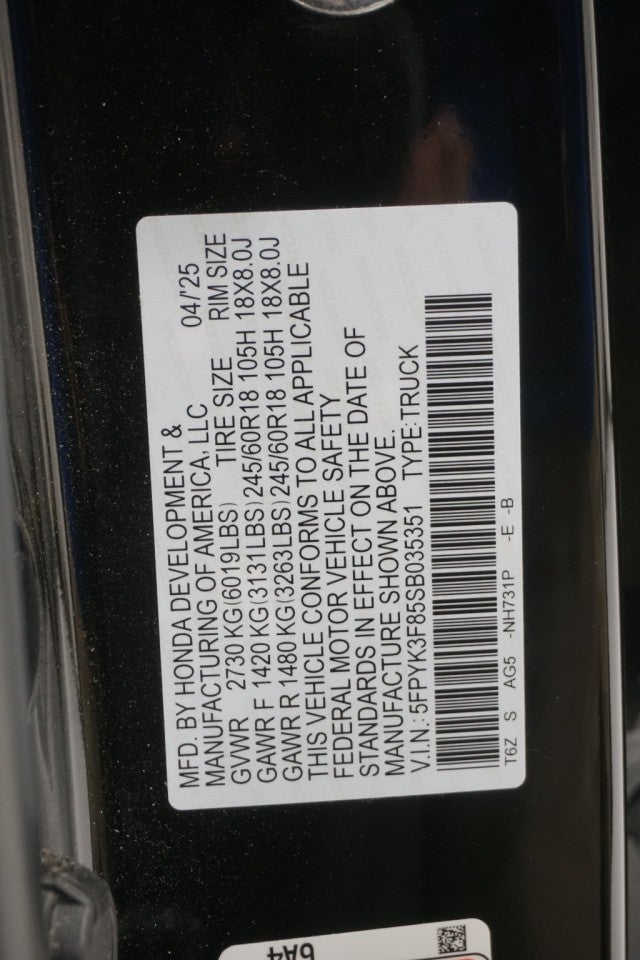 MFD. BY HONDA DEVELOPMENT &
MANUFACTURING OF AMERICA, LLC 04/'25
GVWR 2730 KG (6019LBS) TIRE SIZE RIM SIZE
GAWR F 1420 KG (3131LBS) 245/60R18 105H 18X8.0J
GAWR R 1480 KG (3263LBS) 245/60R18 105H 18X8.0J
THIS VEHICLE CONFORMS TO ALL APPLICABLE
FEDERAL MOTOR VEHICLE SAFETY
STANDARDS IN EFFECT ON THE DATE OF
MANUFACTURE SHOWN ABOVE.
V.I.N.: 5FPYK3F85SB035351 TYPE:TRUCK
T6Z S AG5 -NH731P -E -B
6A4